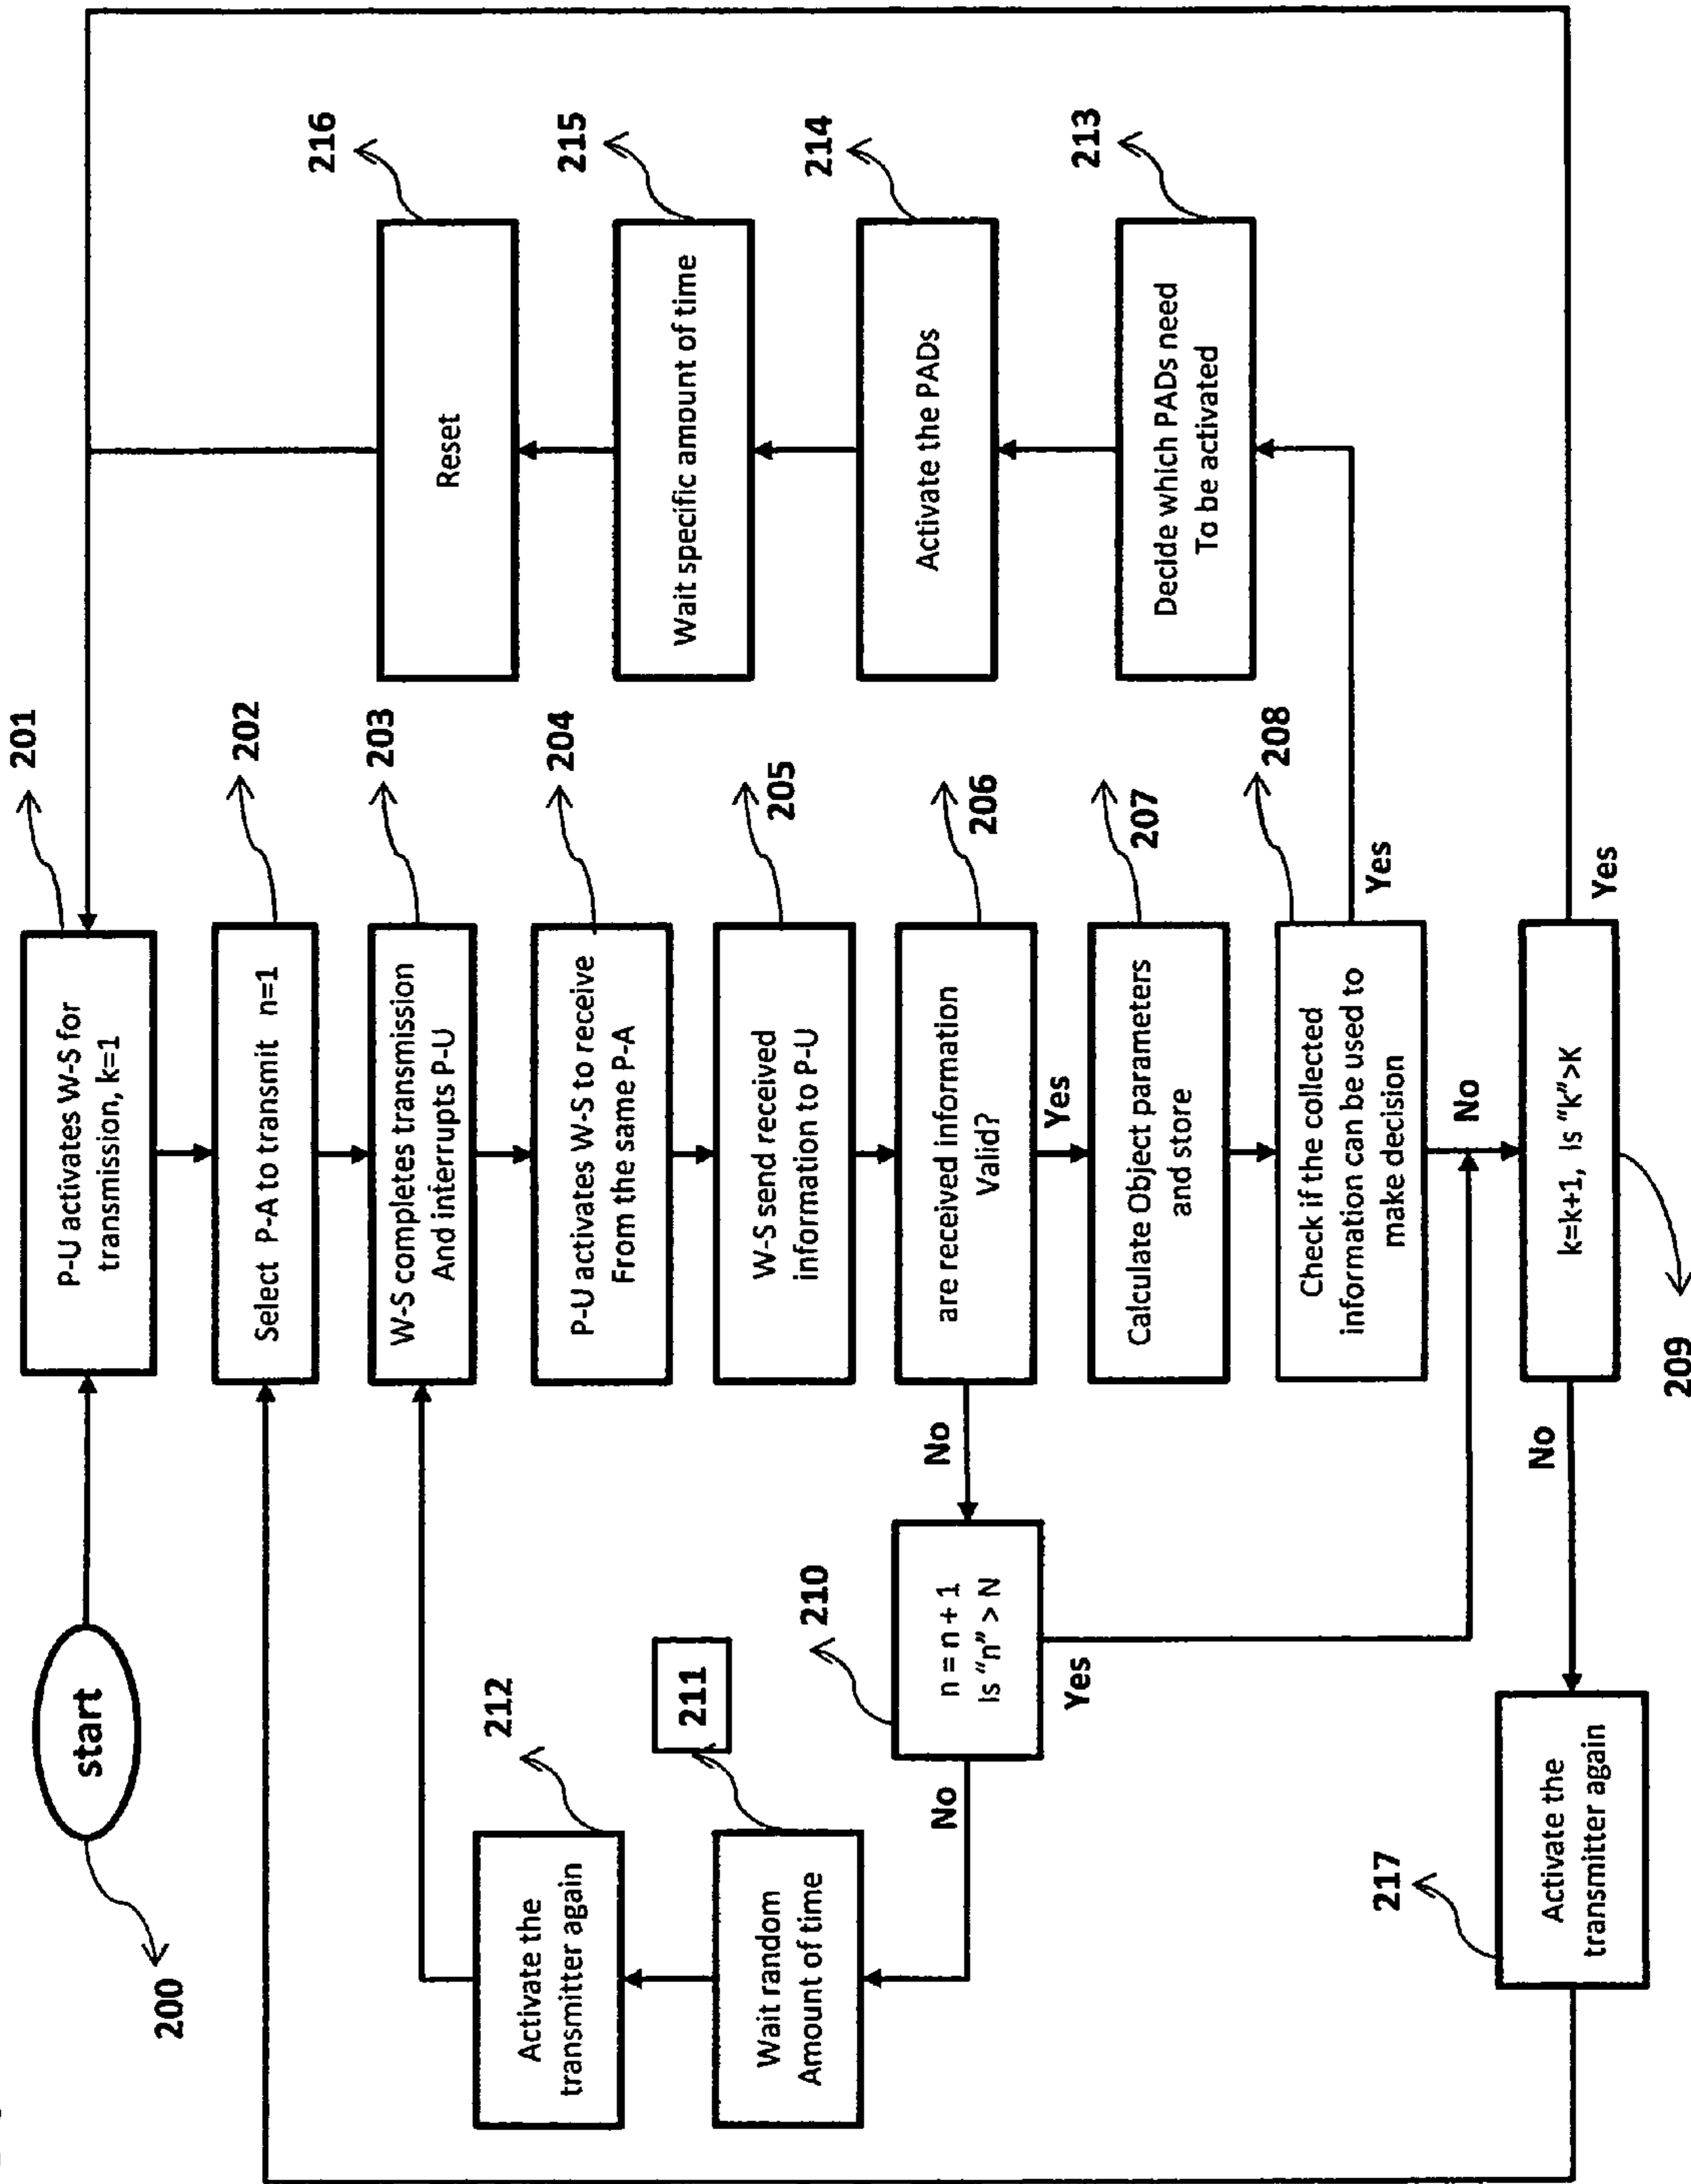 start
200
P-U activates W-S for
transmission, k=1
201
Select P-A to transmit n=1
202
W-S completes transmission
And interrupts P-U
203
P-U activates W-S to receive
From the same P-A
204
W-S send received
information to P-U
205
are received information
Valid?
206
Yes
No
Calculate Object parameters
and store
207
Check if the collected
information can be used to
make decision
208
Yes
No
k=k+1, Is "k">K
209
Yes
No
n = n + 1
Is "n" > N
210
Yes
No
Wait random
Amount of time
211
Activate the
transmitter again
212
Decide which PADs need
To be activated
213
Activate the PADs
214
Wait specific amount of time
215
Reset
216
Activate the
transmitter again
217